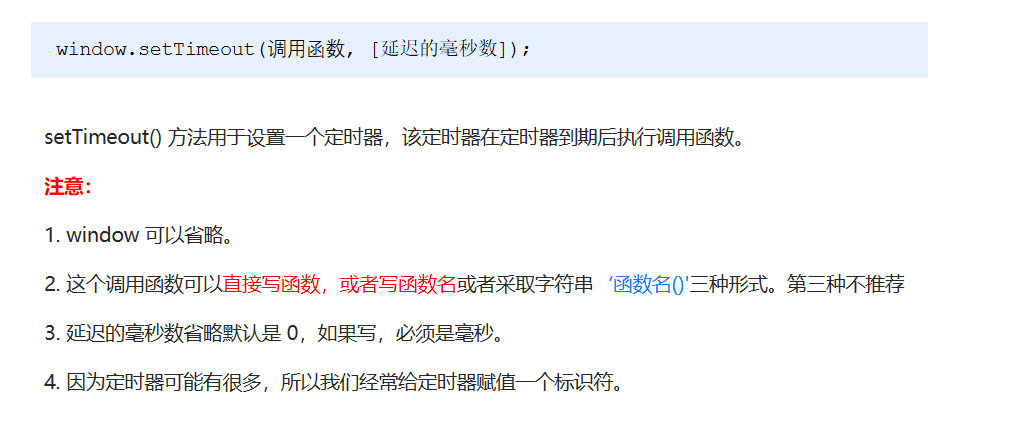 window.setTimeout(调用函数, [延迟的毫秒数]);
setTimeout() 方法用于设置一个定时器，该定时器在定时器到期后执行调用函数。
注意：
1. window 可以省略。
2. 这个调用函数可以直接写函数，或者写函数名或者采取字符串‘函数名()'三种形式。第三种不推荐
3. 延迟的毫秒数省略默认是 0，如果写，必须是毫秒。
4. 因为定时器可能有很多，所以我们经常给定时器赋值一个标识符。